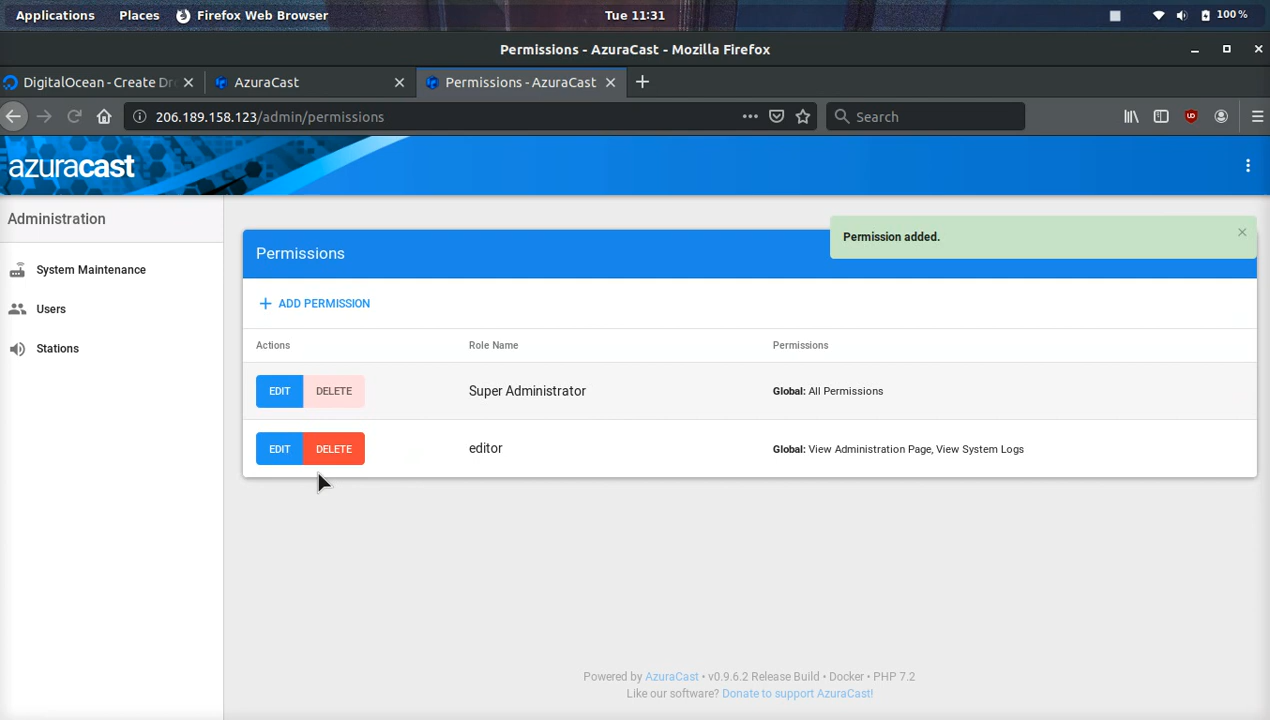 Applications Places Firefox Web Browser Tue 11:31 100%
Permissions - AzuraCast - Mozilla Firefox
DigitalOcean - Create Dr
AzuraCast
Permissions - AzuraCast
206.189.158.123/admin/permissions
Search
azuracast
Administration
System Maintenance
Users
Stations
Permissions
Permission added.
ADD PERMISSION
Actions Role Name Permissions
EDIT DELETE Super Administrator Global: All Permissions
EDIT DELETE editor Global: View Administration Page, View System Logs
Powered by AzuraCast • v0.9.6.2 Release Build • Docker • PHP 7.2
Like our software? Donate to support AzuraCast!